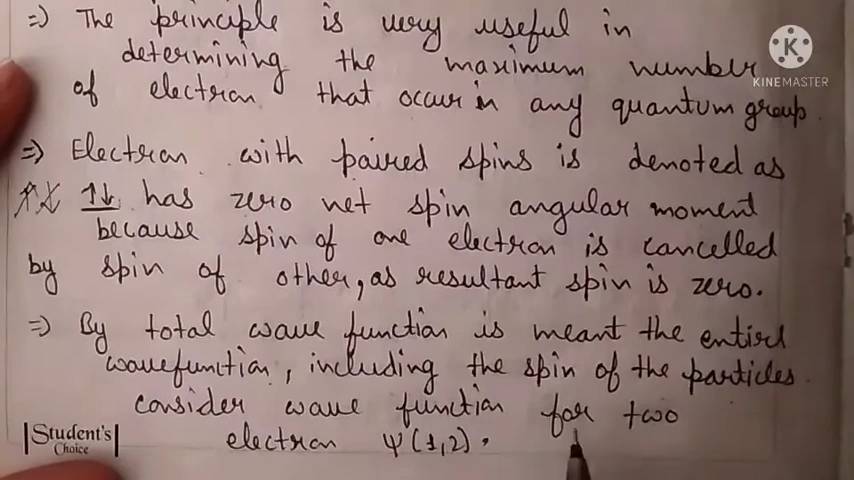 ⇒ The principle is very useful in
determining the maximum number
of electron that occur in any quantum group.
KINEMASTER
⇒ Electron with paired spins is denoted as
↑↓ has zero net spin angular moment
because spin of one electron is cancelled
by spin of other, as resultant spin is zero.
⇒ By total wave function is meant the entire
wavefunction, including the spin of the particles
consider wave function for two
electron ψ(1,2).
Student's
Choice